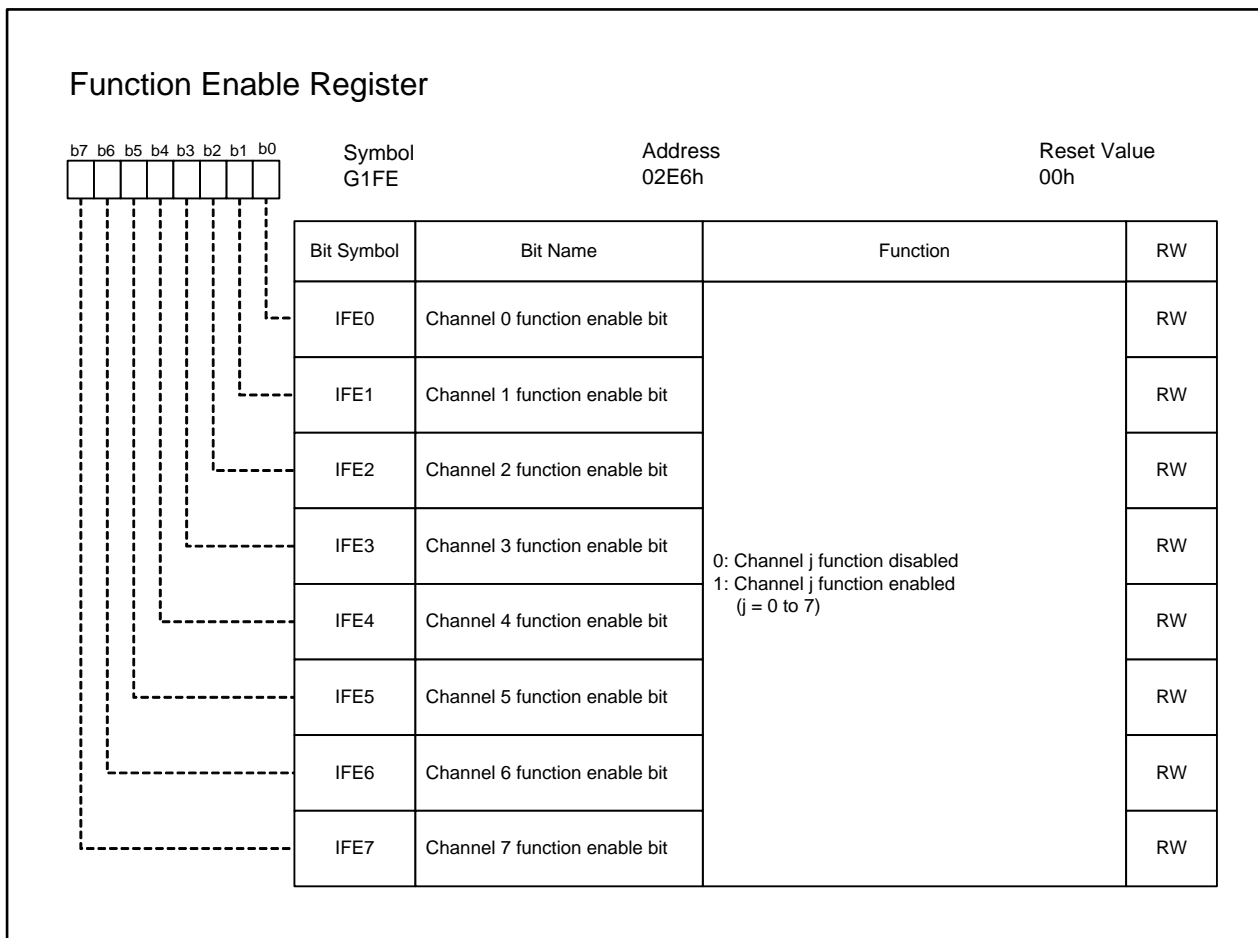 Function Enable Register
b7 b6 b5 b4 b3 b2 b1 b0
Symbol Address Reset Value
G1FE 02E6h 00h
Bit Symbol Bit Name Function RW
IFE0 Channel 0 function enable bit RW
IFE1 Channel 1 function enable bit RW
IFE2 Channel 2 function enable bit RW
IFE3 Channel 3 function enable bit RW
0: Channel j function disabled
1: Channel j function enabled
(j = 0 to 7)
IFE4 Channel 4 function enable bit RW
IFE5 Channel 5 function enable bit RW
IFE6 Channel 6 function enable bit RW
IFE7 Channel 7 function enable bit RW